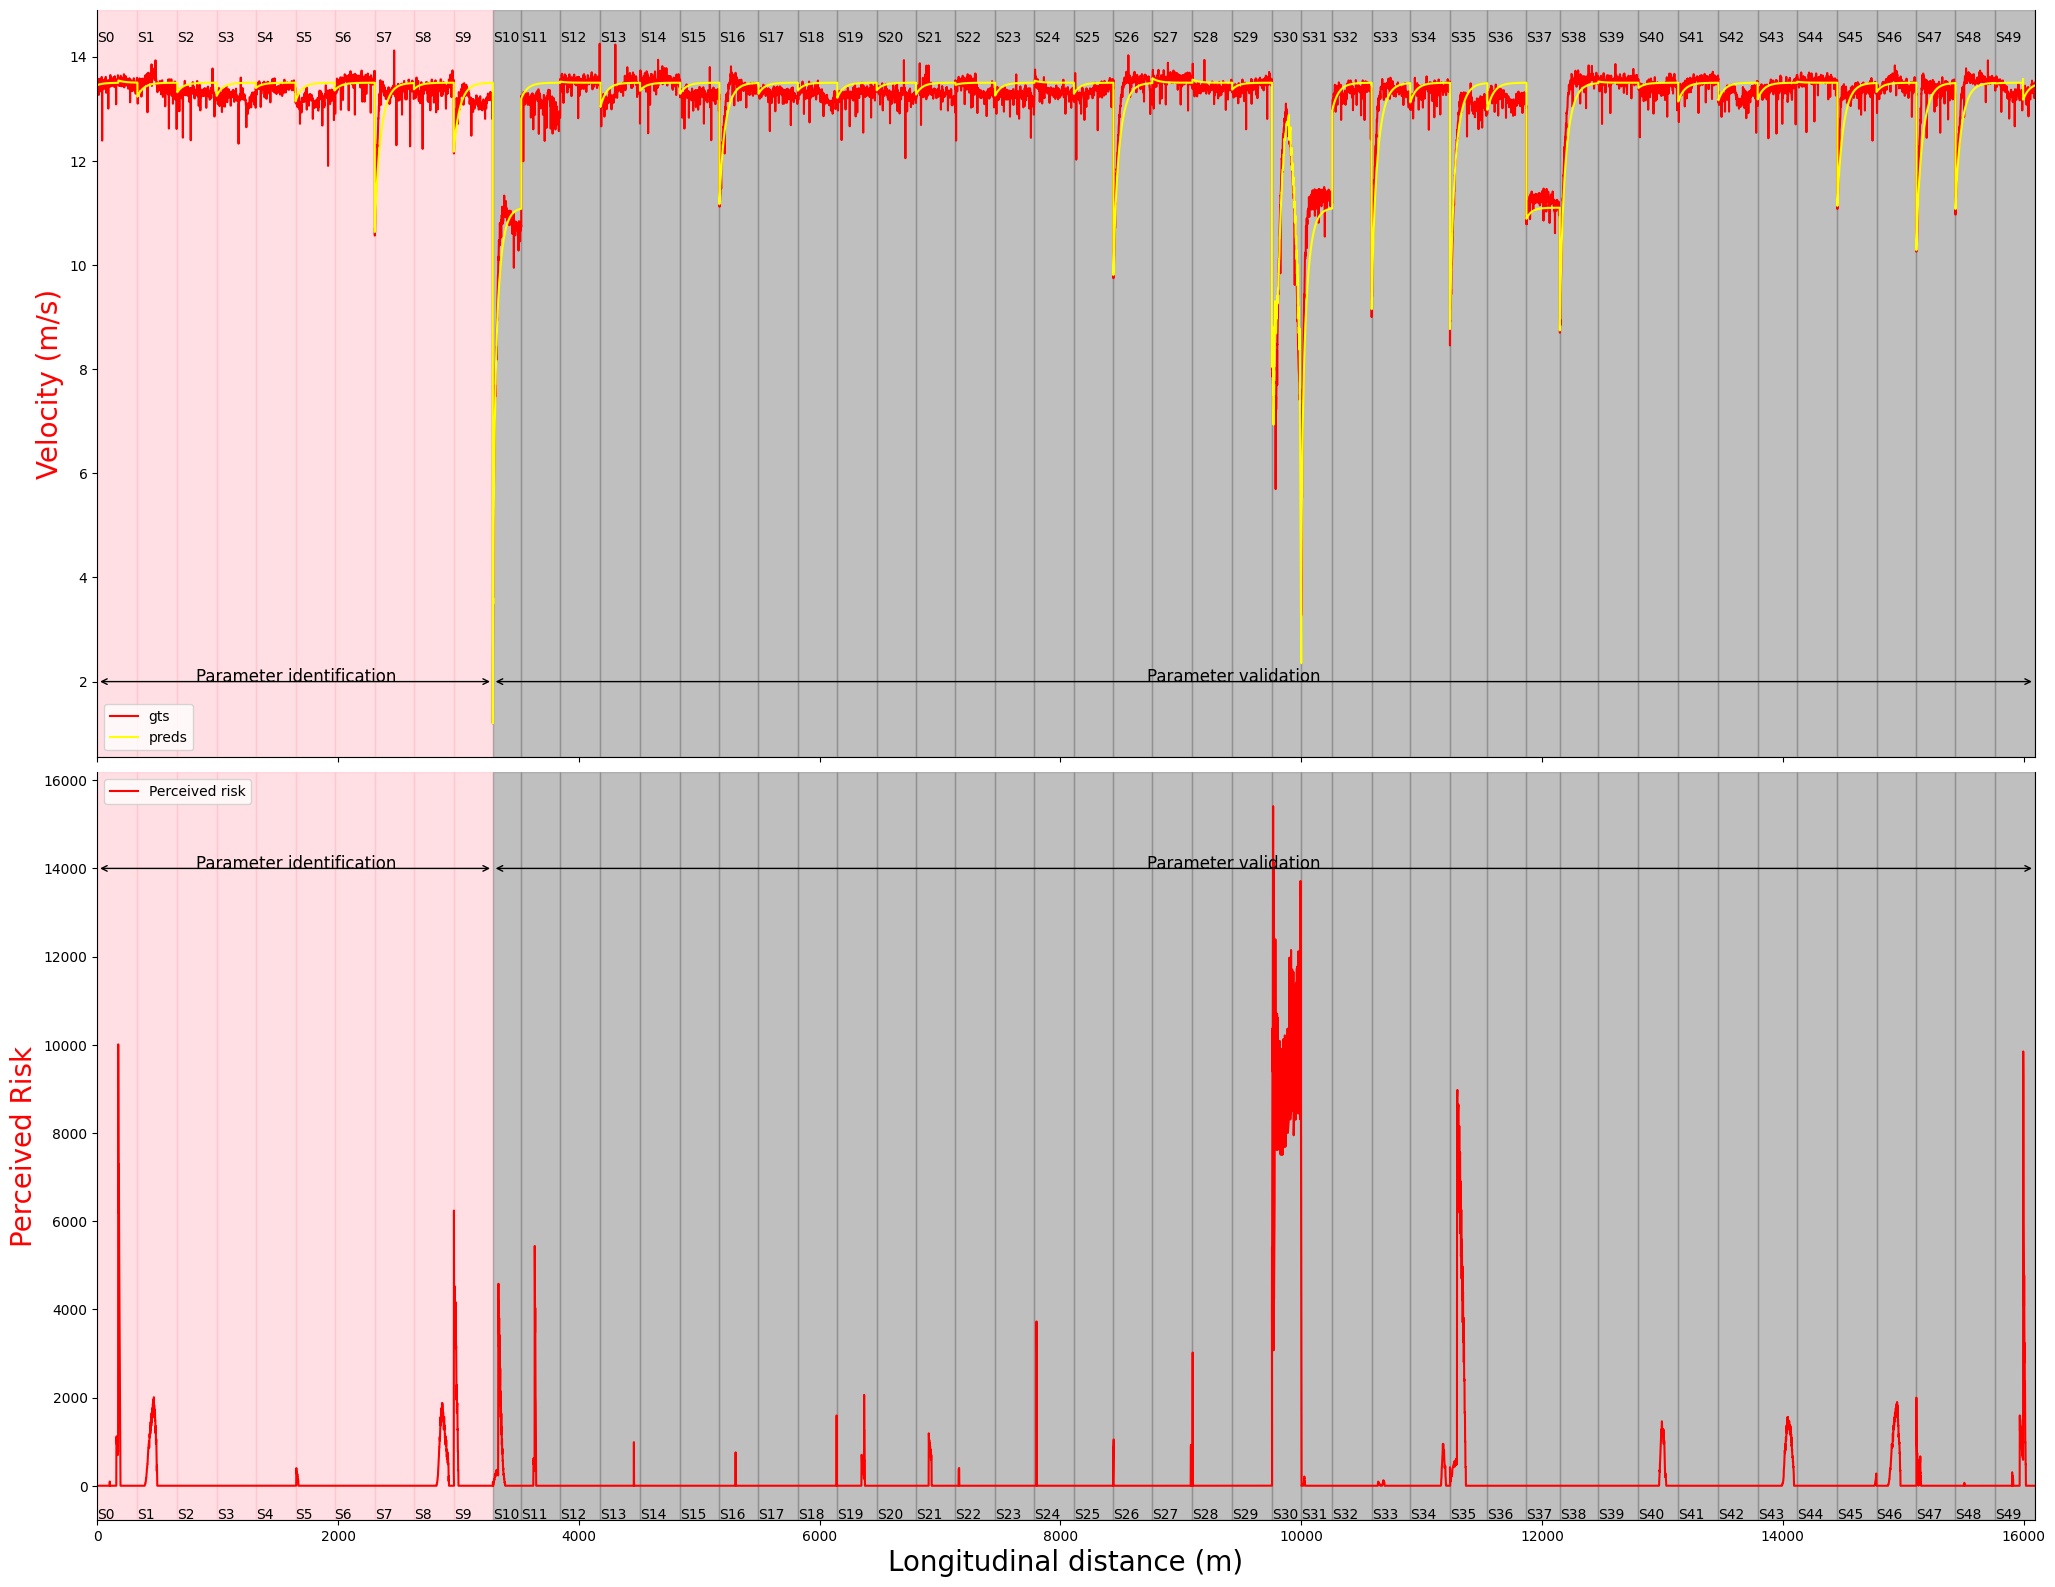 S0 S1 S2 S3 S4 S5 S6 S7 S8 S9 S10 S11 S12 S13 S14 S15 S16 S17 S18 S19 S20 S21 S22 S23 S24 S25 S26 S27 S28 S29 S30 S31 S32 S33 S34 S35 S36 S37 S38 S39 S40 S41 S42 S43 S44 S45 S46 S47 S48 S49
14
12
10
8
6
4
2
Velocity (m/s)
Parameter identification
Parameter validation
gts
preds
16000
14000
12000
10000
8000
6000
4000
2000
0
Perceived Risk
Perceived risk
Parameter identification
Parameter validation
S0 S1 S2 S3 S4 S5 S6 S7 S8 S9 S10 S11 S12 S13 S14 S15 S16 S17 S18 S19 S20 S21 S22 S23 S24 S25 S26 S27 S28 S29 S30 S31 S32 S33 S34 S35 S36 S37 S38 S39 S40 S41 S42 S43 S44 S45 S46 S47 S48 S49
0 2000 4000 6000 8000 10000 12000 14000 16000
Longitudinal distance (m)